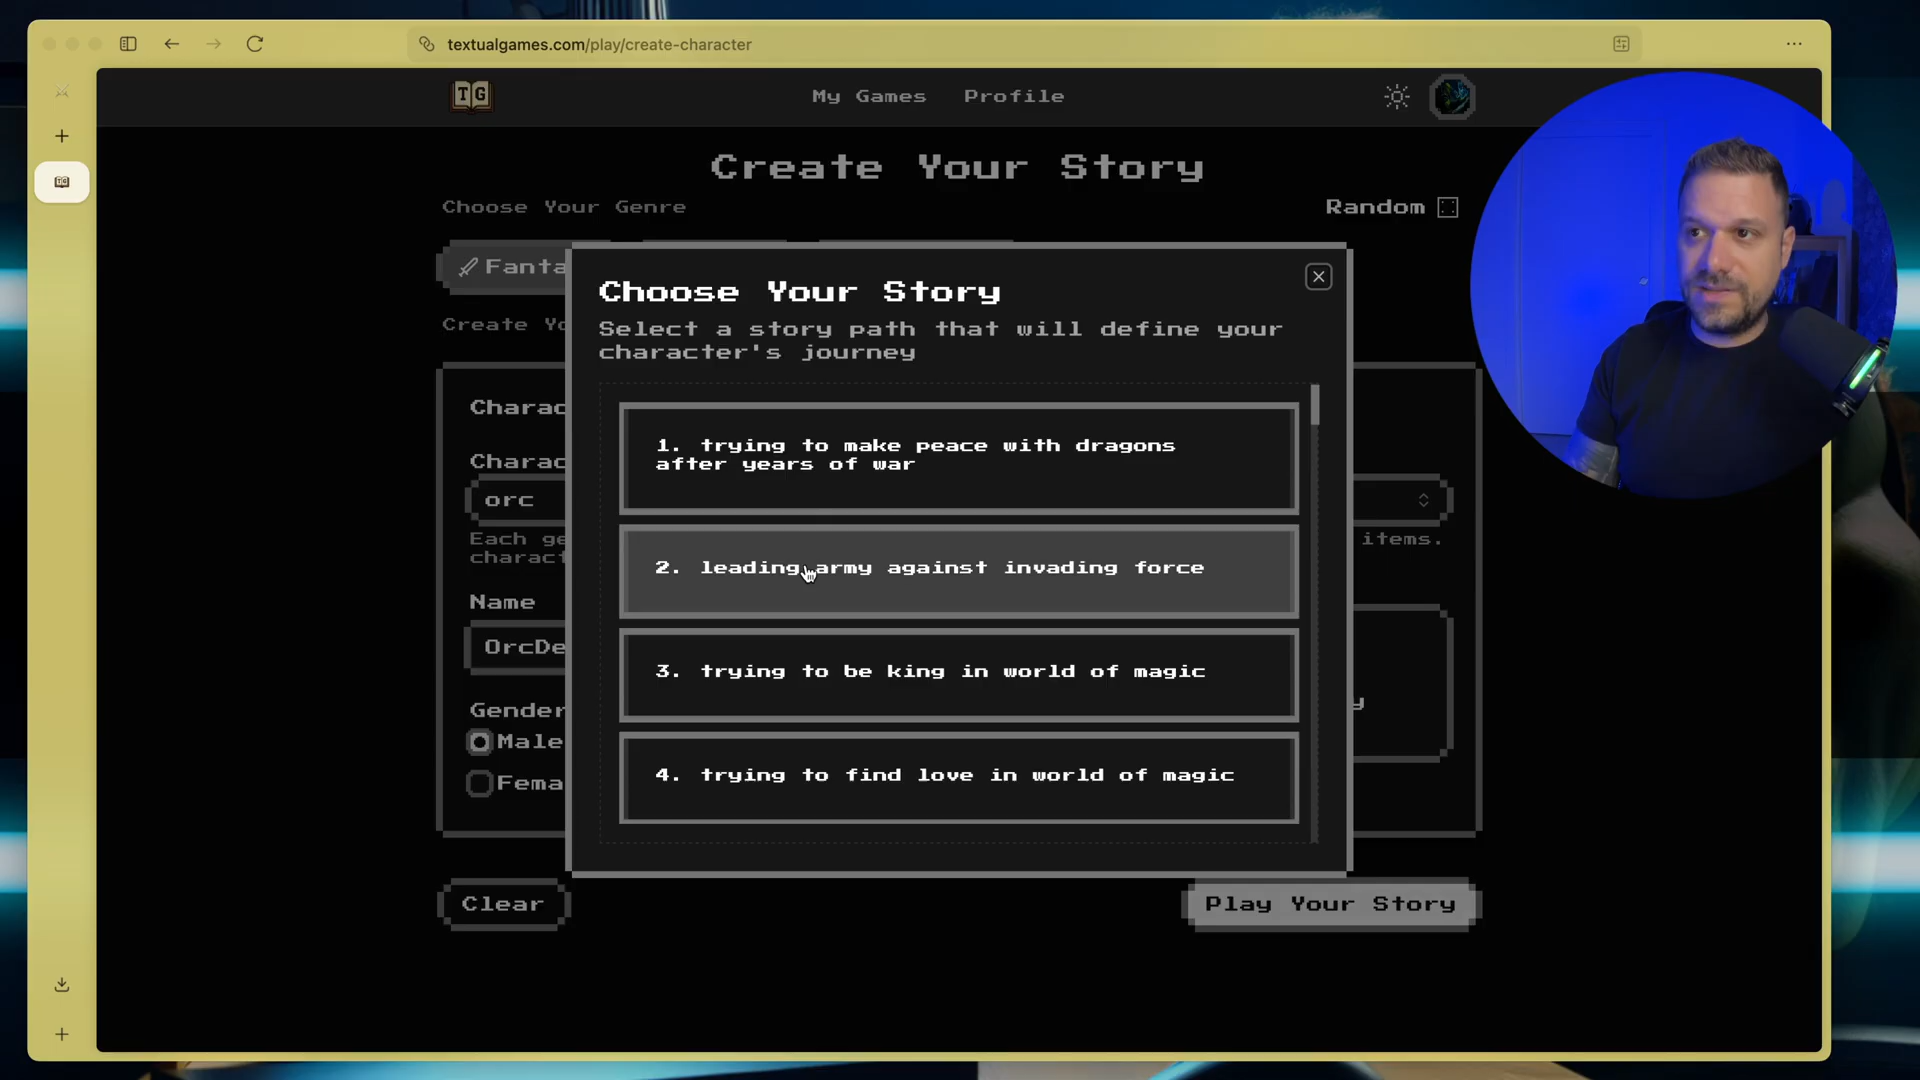 textualgames.com/play/create-character
TG
My Games
Profile
Create Your Story
Choose Your Genre
Random
Fanta
Choose Your Story
Select a story path that will define your
character's journey
Create Yo
Charac
Charac
orc
Each ge
items.
charact
Name
OrcDe
Gender
Male
Fema
1. trying to make peace with dragons
after years of war
2. leading army against invading force
3. trying to be king in world of magic
4. trying to find love in world of magic
y
Clear
Play Your Story